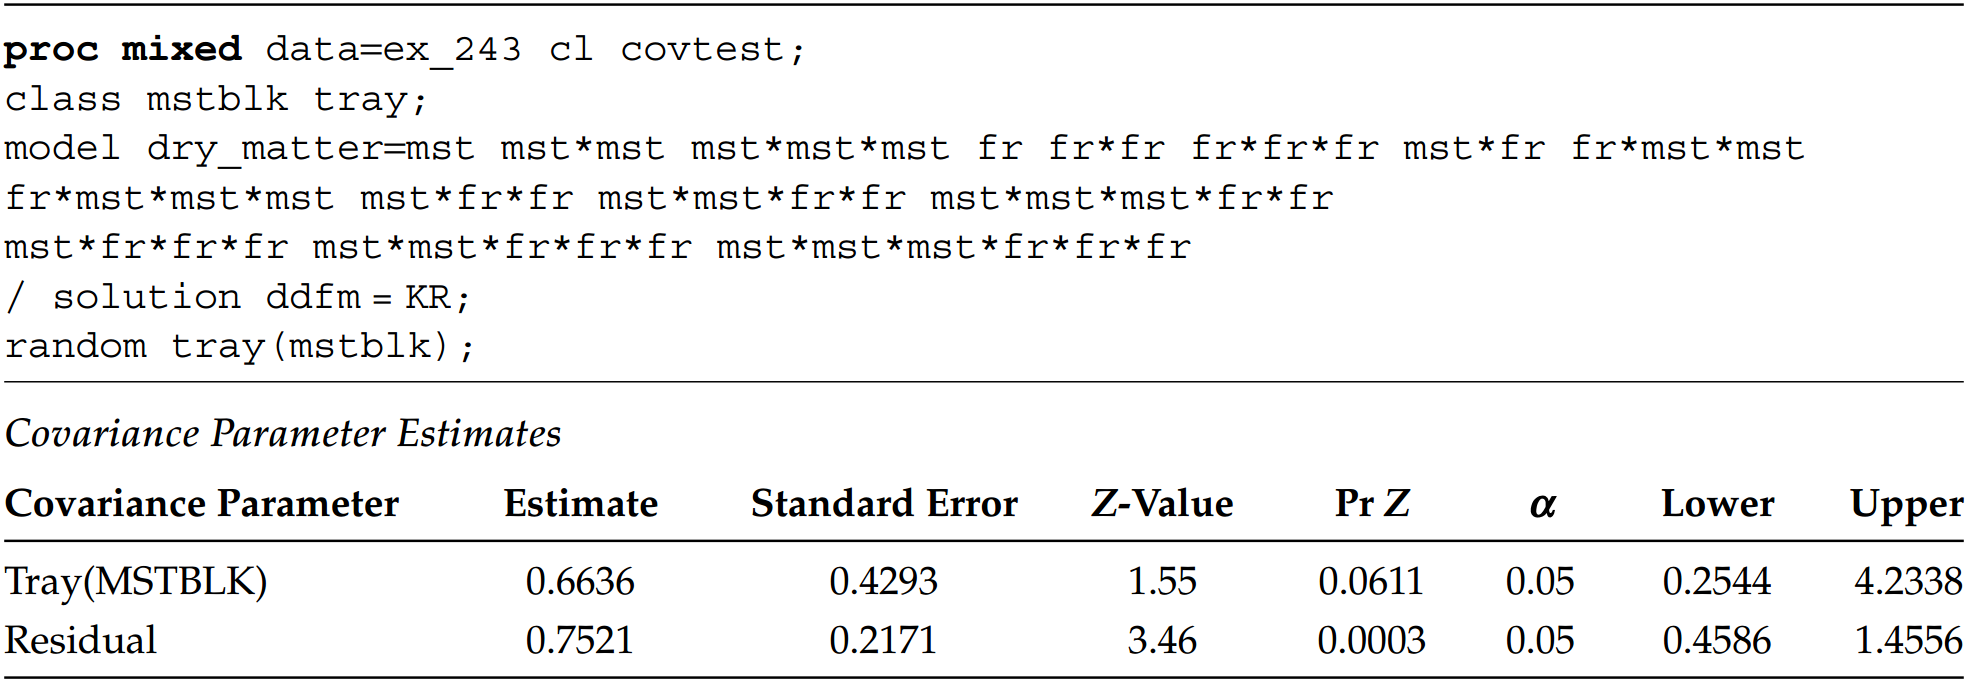 proc mixed data=ex_243 cl covtest;
class mstblk tray;
model dry_matter=mst mst*mst mst*mst*mst fr fr*fr fr*fr*fr mst*fr fr*mst*mst
fr*mst*mst*mst mst*fr*fr mst*mst*fr*fr mst*mst*mst*fr*fr
mst*fr*fr*fr mst*mst*fr*fr*fr mst*mst*mst*fr*fr*fr
/ solution ddfm = KR;
random tray(mstblk);
Covariance Parameter Estimates
Covariance Parameter Estimate Standard Error Z-Value Pr Z α Lower Upper
Tray(MSTBLK) 0.6636 0.4293 1.55 0.0611 0.05 0.2544 4.2338
Residual 0.7521 0.2171 3.46 0.0003 0.05 0.4586 1.4556